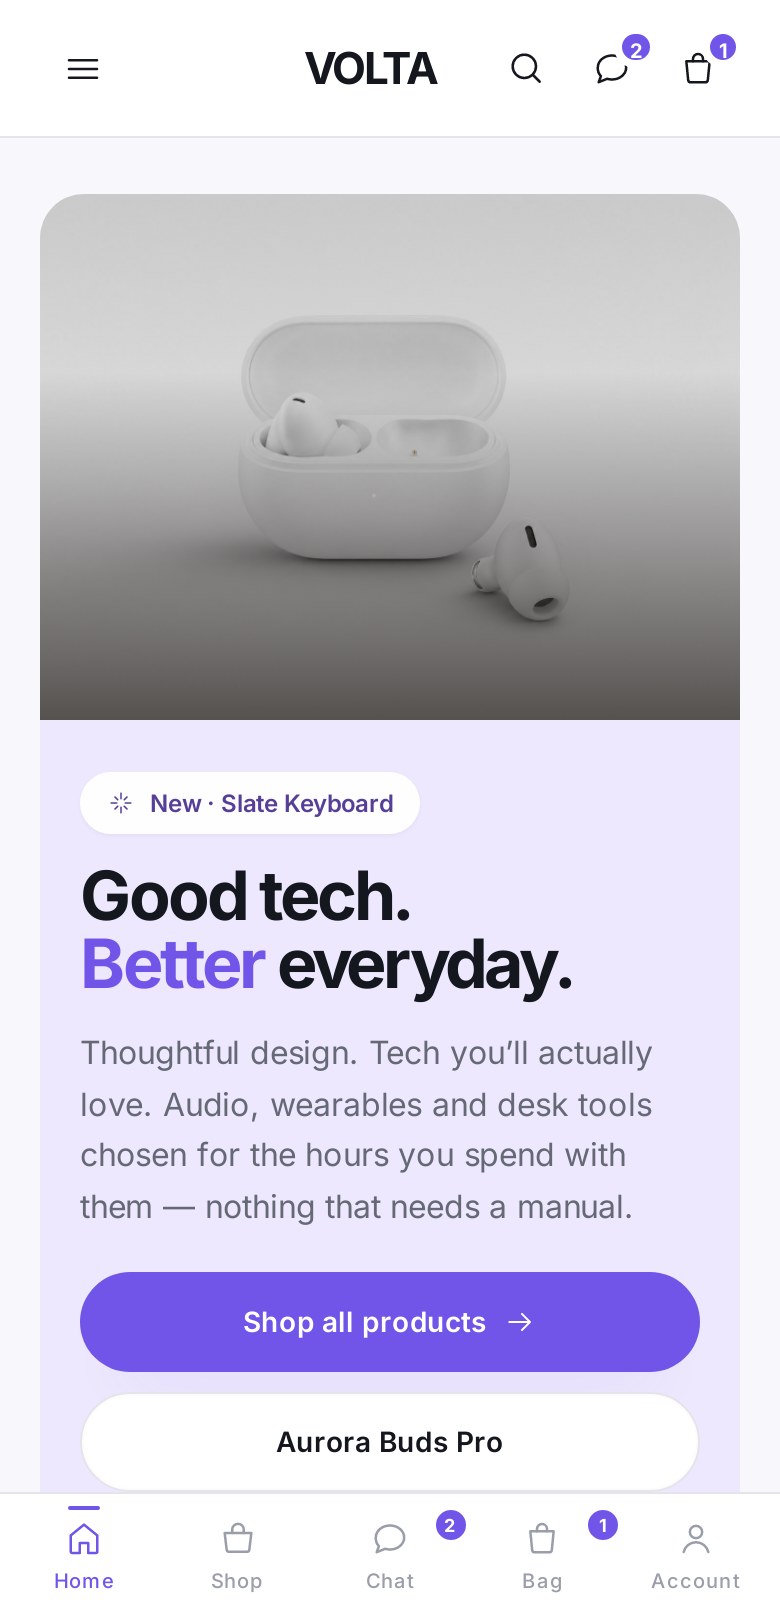 VOLTA
2
1
New · Slate Keyboard
Good tech.
Better everyday.
Thoughtful design. Tech you’ll actually
love. Audio, wearables and desk tools
chosen for the hours you spend with
them — nothing that needs a manual.
Shop all products
Aurora Buds Pro
2
1
Home
Shop
Chat
Bag
Account